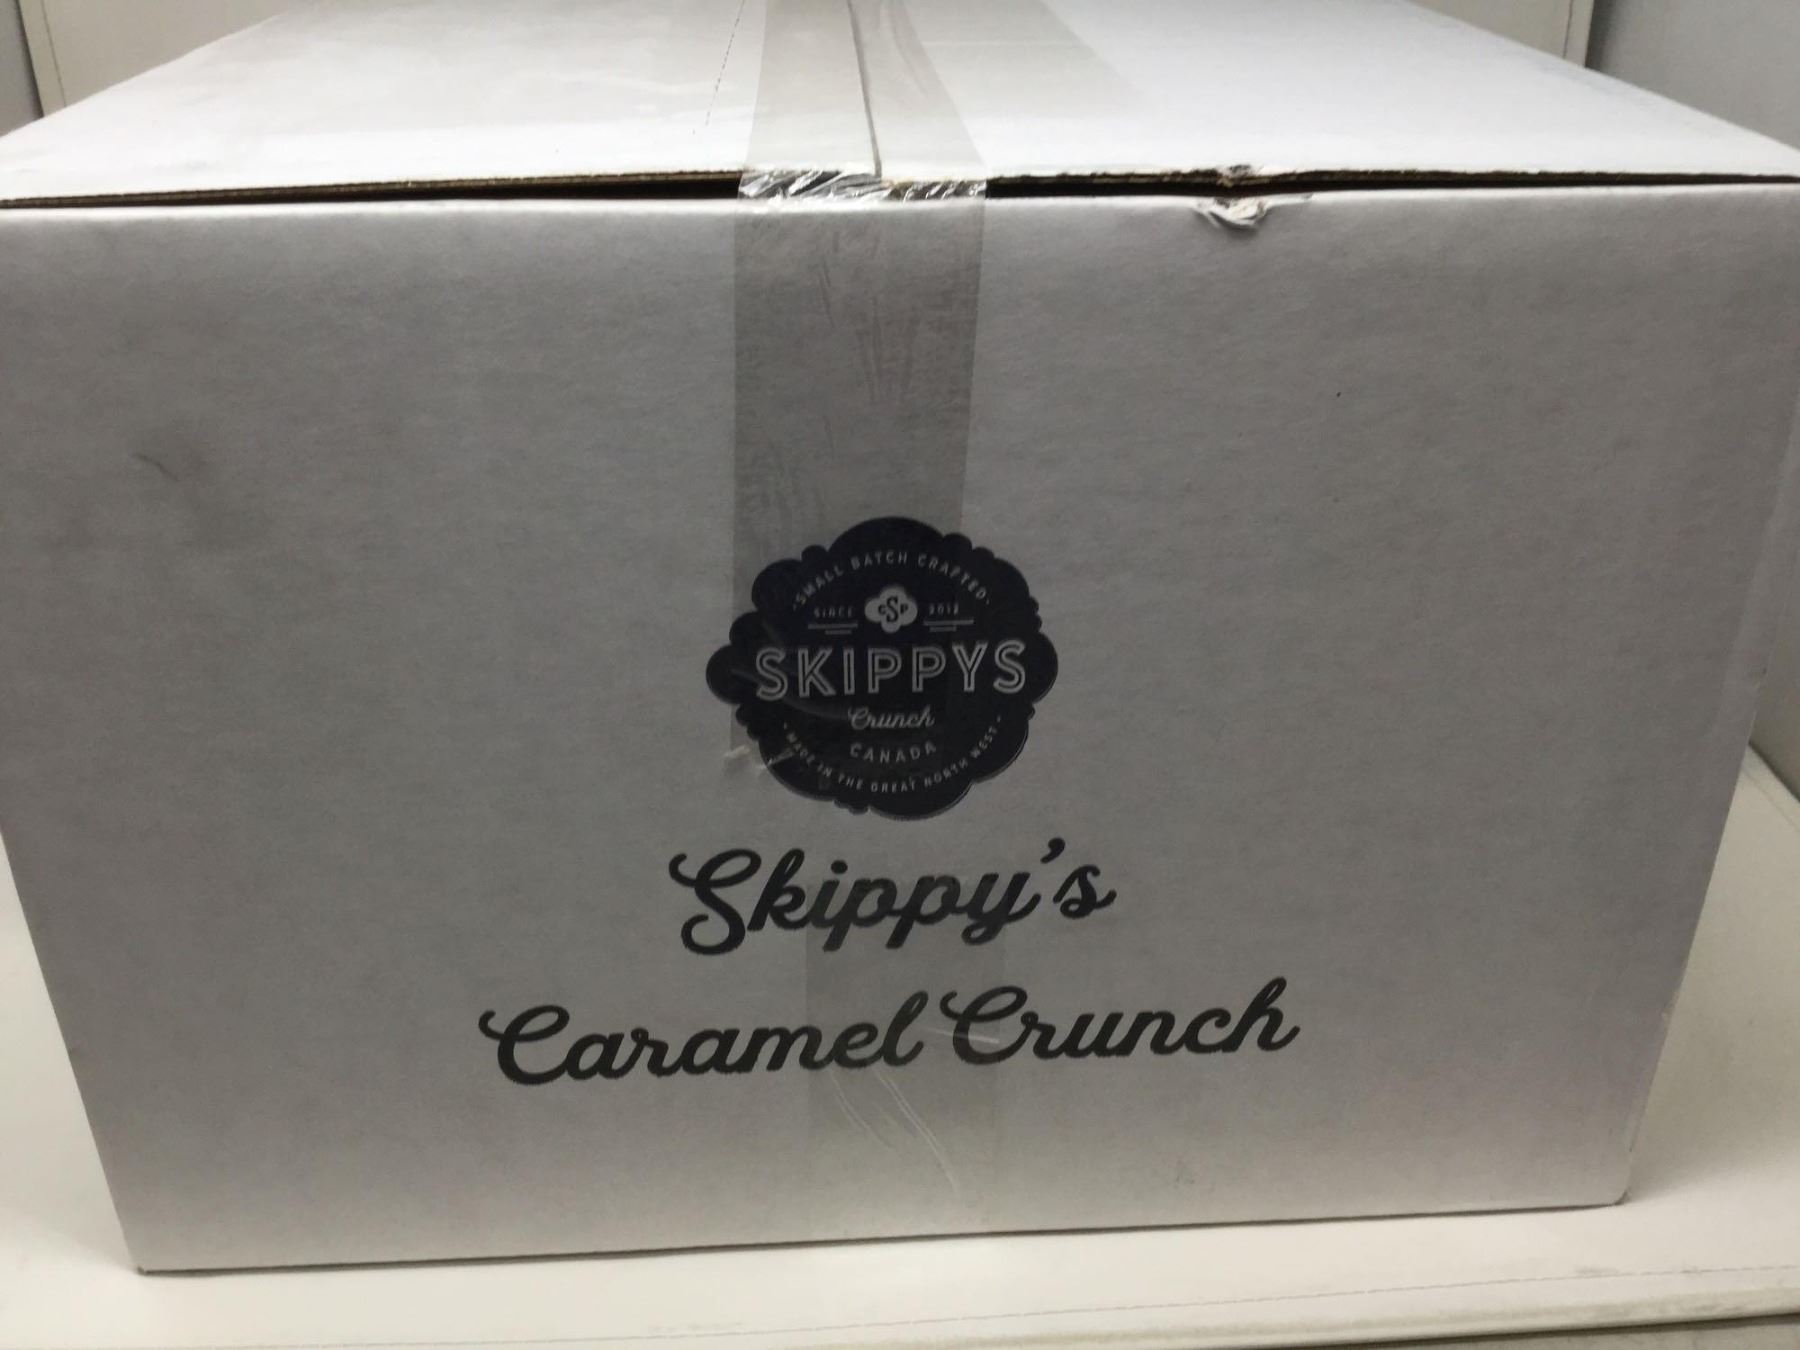 · SMALL BATCH CRAFTED ·
SINCE CSP 2012
SKIPPYS
Crunch
CANADA
· MADE IN THE GREAT NORTH WEST ·
Skippy's
Caramel Crunch